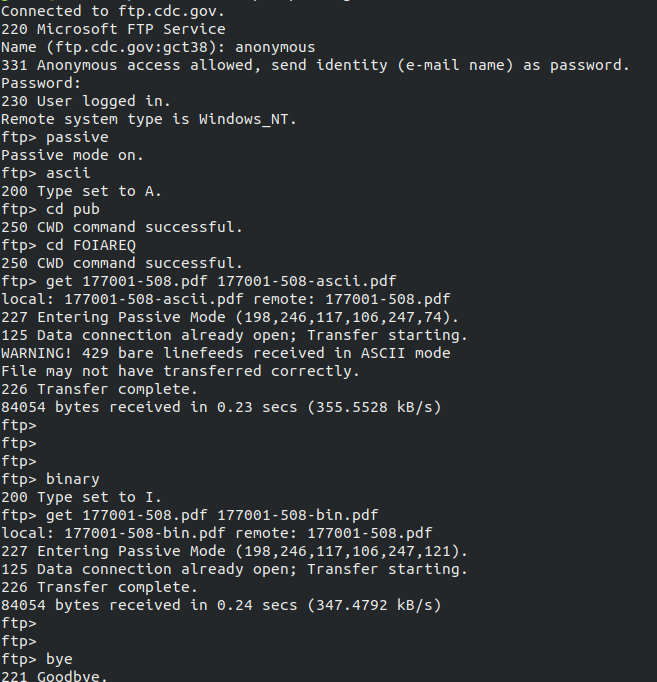 Connected to ftp.cdc.gov.
220 Microsoft FTP Service
Name (ftp.cdc.gov:gct38): anonymous
331 Anonymous access allowed, send identity (e-mail name) as password.
Password:
230 User logged in.
Remote system type is Windows_NT.
ftp> passive
Passive mode on.
ftp> ascii
200 Type set to A.
ftp> cd pub
250 CWD command successful.
ftp> cd FOIAREQ
250 CWD command successful.
ftp> get 177001-508.pdf 177001-508-ascii.pdf
local: 177001-508-ascii.pdf remote: 177001-508.pdf
227 Entering Passive Mode (198,246,117,106,247,74).
125 Data connection already open; Transfer starting.
WARNING! 429 bare linefeeds received in ASCII mode
File may not have transferred correctly.
226 Transfer complete.
84054 bytes received in 0.23 secs (355.5528 kB/s)
ftp>
ftp>
ftp>
ftp> binary
200 Type set to I.
ftp> get 177001-508.pdf 177001-508-bin.pdf
local: 177001-508-bin.pdf remote: 177001-508.pdf
227 Entering Passive Mode (198,246,117,106,247,121).
125 Data connection already open; Transfer starting.
226 Transfer complete.
84054 bytes received in 0.24 secs (347.4792 kB/s)
ftp>
ftp>
ftp> bye
221 Goodbye.